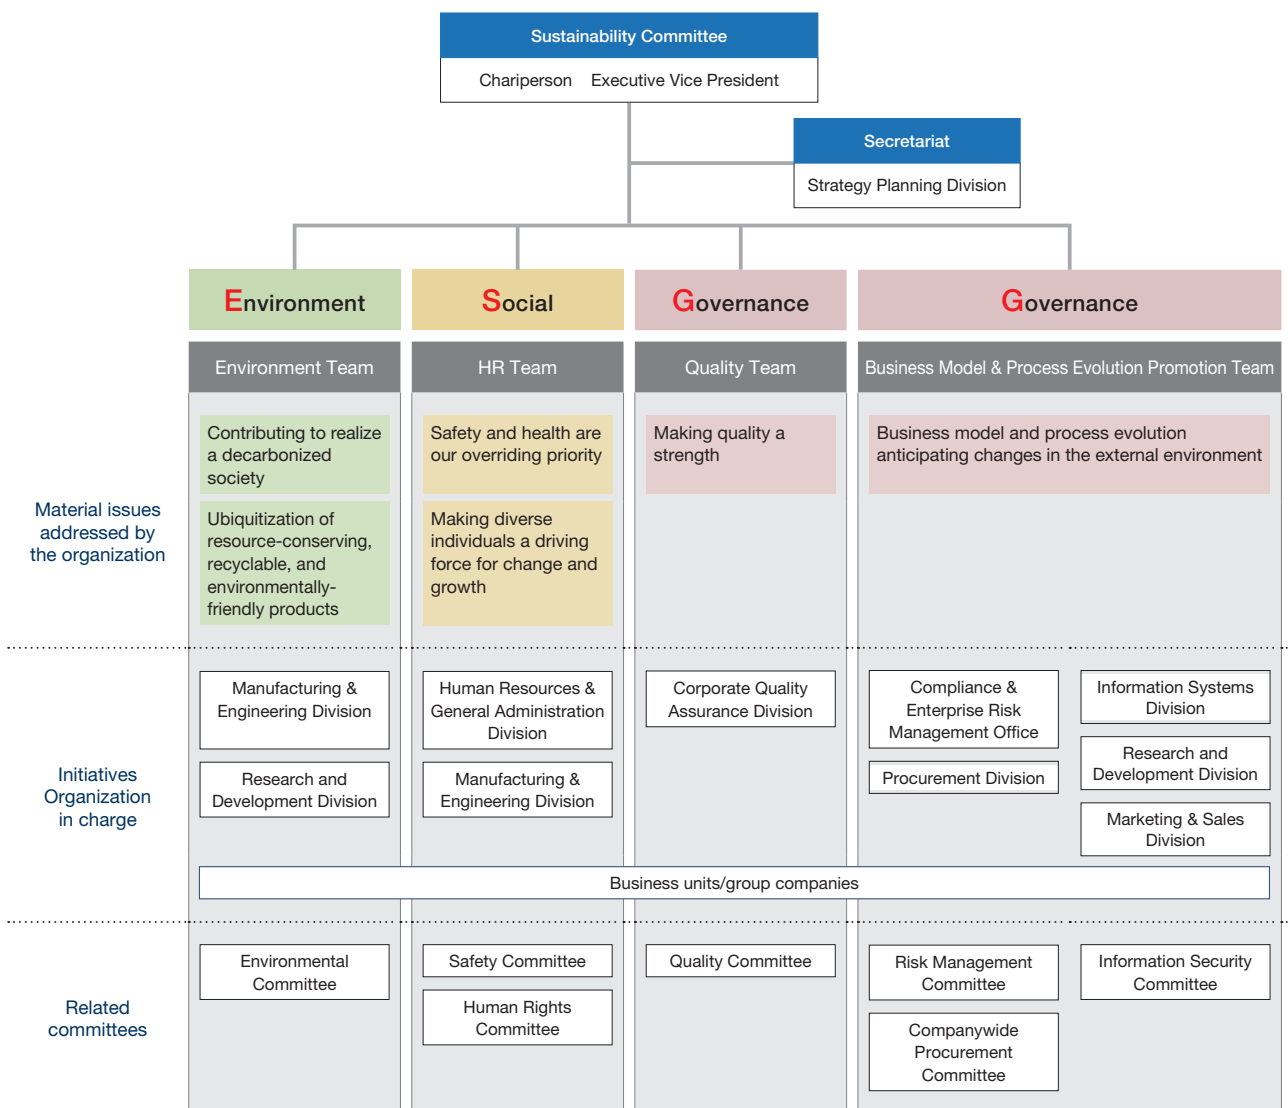 Sustainability Committee
Chariperson Executive Vice President
Secretariat
Strategy Planning Division
Environment
Social
Governance
Governance
Environment Team
HR Team
Quality Team
Business Model & Process Evolution Promotion Team
Material issues
addressed by
the organization
Contributing to realize
a decarbonized
society
Ubiquitization of
resource-conserving,
recyclable, and
environmentally-
friendly products
Safety and health are
our overriding priority
Making diverse
individuals a driving
force for change and
growth
Making quality a
strength
Business model and process evolution
anticipating changes in the external environment
Initiatives
Organization
in charge
Manufacturing &
Engineering Division
Research and
Development Division
Human Resources &
General Administration
Division
Manufacturing &
Engineering Division
Corporate Quality
Assurance Division
Compliance &
Enterprise Risk
Management Office
Procurement Division
Information Systems
Division
Research and
Development Division
Marketing & Sales
Division
Business units/group companies
Related
committees
Environmental
Committee
Safety Committee
Human Rights
Committee
Quality Committee
Risk Management
Committee
Companywide
Procurement
Committee
Information Security
Committee